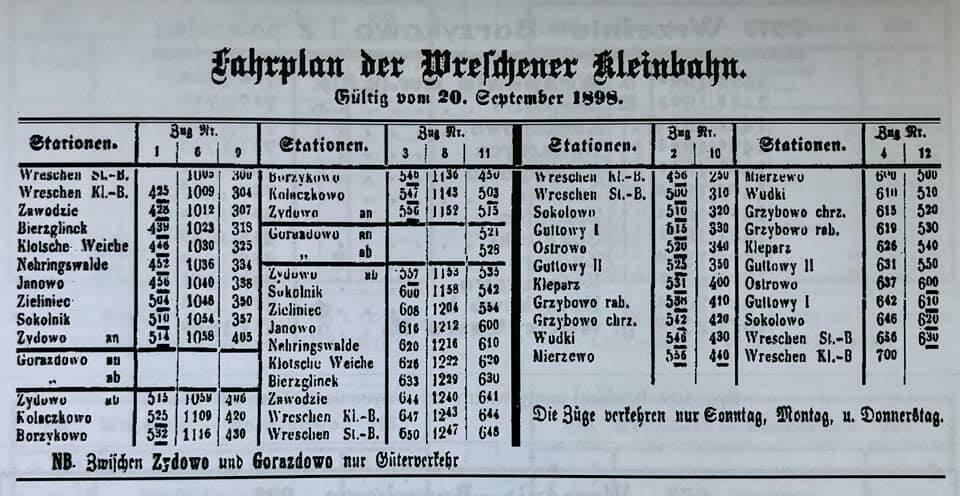 Fahrplan der Wreschener Kleinbahn.
Gültig vom 20. September 1898.
Stationen. Zug Nr.
1 6 9
Wreschen St.-B. 1005 300
Wreschen Kl.-B. 425 1009 304
Zawodzie 428 1012 307
Bierzglinek 439 1023 318
Klotsche Weiche 446 1030 325
Nehringswalde 452 1036 334
Janowo 456 1040 338
Zieliniec 504 1048 350
Sokolnik 510 1054 357
Zydowo an 514 1058 405
Gorazdowo an
„ ab
Zydowo ab 515 1059 406
Kolaczkowo 525 1109 420
Borzykowo 532 1116 430
Stationen. Zug Nr.
3 8 11
Borzykowo 540 1136 450
Kolaczkowo 547 1143 503
Zydowo an 556 1152 515
Gorazdowo an 521
„ ab 528
Zydowo ab 557 1153 535
Sokolnik 600 1158 542
Zieliniec 608 1204 554
Janowo 616 1212 600
Nehringswalde 620 1216 610
Klotsche Weiche 626 1222 620
Bierzglinek 633 1229 630
Zawodzie 644 1240 641
Wreschen Kl.-B. 647 1243 644
Wreschen St.-B. 650 1247 648
Stationen. Zug Nr.
2 10
Wreschen Kl.-B. 456 250
Wreschen St.-B. 500 310
Sokolowo 510 320
Guttowy I 515 330
Ostrowo 520 340
Guttowy II 350
Kleparz 531 400
Grzybowo rab. 538 410
Grzybowo chrz. 542 420
Wudki 546 430
Mierzewo 556 440
Stationen. Zug Nr.
4 12
Mierzewo 600 500
Wudki 610 510
Grzybowo chrz. 615 520
Grzybowo rab. 619 530
Kleparz 626 540
Guttowy II 631 550
Ostrowo 637 600
Guttowy I 642 610
Sokolowo 646 620
Wreschen St.-B 656 630
Wreschen Kl.-B 700
Die Züge verkehren nur Sonntag, Montag, u. Donnerstag.
NB. Zwischen Zydowo und Gorazdowo nur Güterverkehr